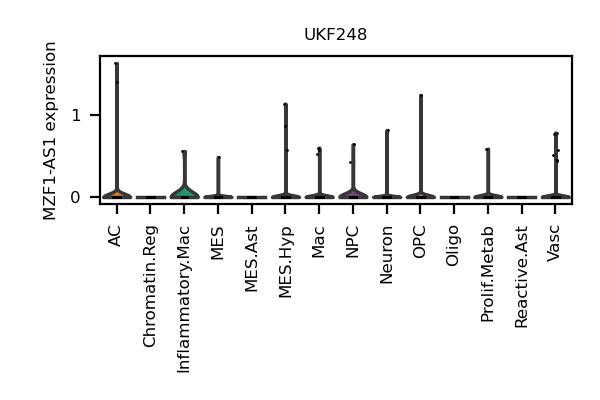 UKF248
MZF1-AS1 expression
1
0
AC
Chromatin.Reg
Inflammatory.Mac
MES
MES.Ast
MES.Hyp
Mac
NPC
Neuron
OPC
Oligo
Prolif.Metab
Reactive.Ast
Vasc